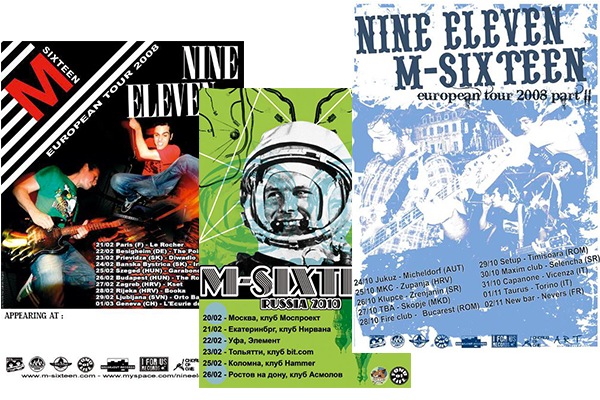 M
SIXTEEN
EUROPEAN TOUR 2008
NINE
ELEVEN
21/02 Paris (F) - Le Rocher
22/02 Besigheim (DE) - The
23/02 Prievidza (SK) - Diwadlo
24/02 Banska Bystrica (SK) -
25/02 Szeged (HUN) -
26/02 Budapest (HUN) - The
27/02 Zagreb (HRV) - Kset
28/02 Rijeka (HRV) - Booka
29/02 Ljubljana (SVN) - Orto
01/03 Geneve (CH) - L'Ecurie
APPEARING AT :
I FOR US
RECORDS
www.m-sixteen.com - www.myspace.com/
M-SIXTE
RUSSIA 2010
20/02 - Москва, клуб Моспроект
21/02 - Екатеринбрг, клуб Нирвана
22/02 - Уфа, Элемент
23/02 - Тольятти, клуб bit.com
25/02 - Коломна, клуб Hammer
26/02 - Ростов на дону, клуб Асмолов
NINE ELEVEN
M-SIXTEEN
european tour 2008 part II
24/10 Jukuz - Micheldorf (AUT)
25/10 MKC - Zupanja (HRV)
26/10 Klupce - Zrenjanin (SR)
27/10 TBA - Skopje (MKD)
28/10 Fire club - Bucarest (ROM)
29/10 Setup - Timisoara (ROM)
30/10 Maxim club - Selencha (SR)
31/10 Capanone - Vicenza (IT)
01/11 Taurus - Torino (IT)
02/11 New bar - Nevers (FR)